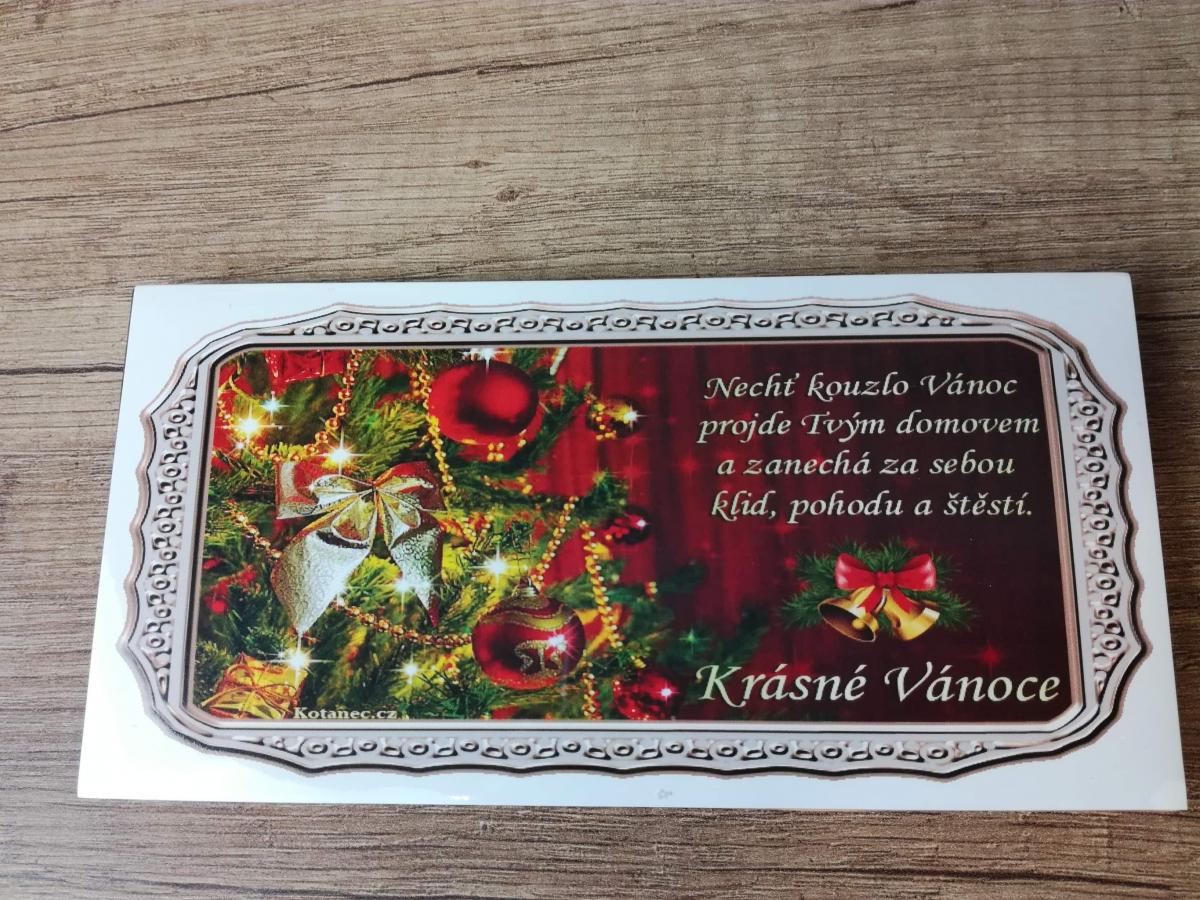 Nechť kouzlo Vánoc
projde Tvým domovem
a zanechá za sebou
klid, pohodu a štěstí.
Krásné Vánoce
Kotanec.cz